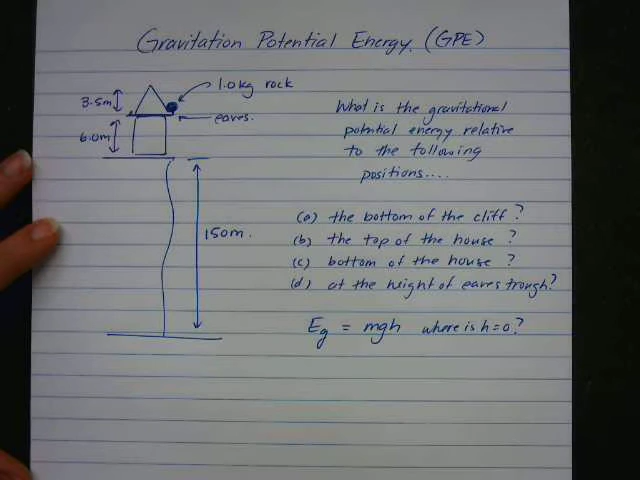 Gravitation Potential Energy. (GPE)
1.0kg rock
3.5m
eaves.
6.0m
What is the gravitational
potential energy relative
to the following
positions....
150m.
(a) the bottom of the cliff?
(b) the top of the house?
(c) bottom of the house?
(d) at the height of eaves trough?
Eg = mgh where is h=0?